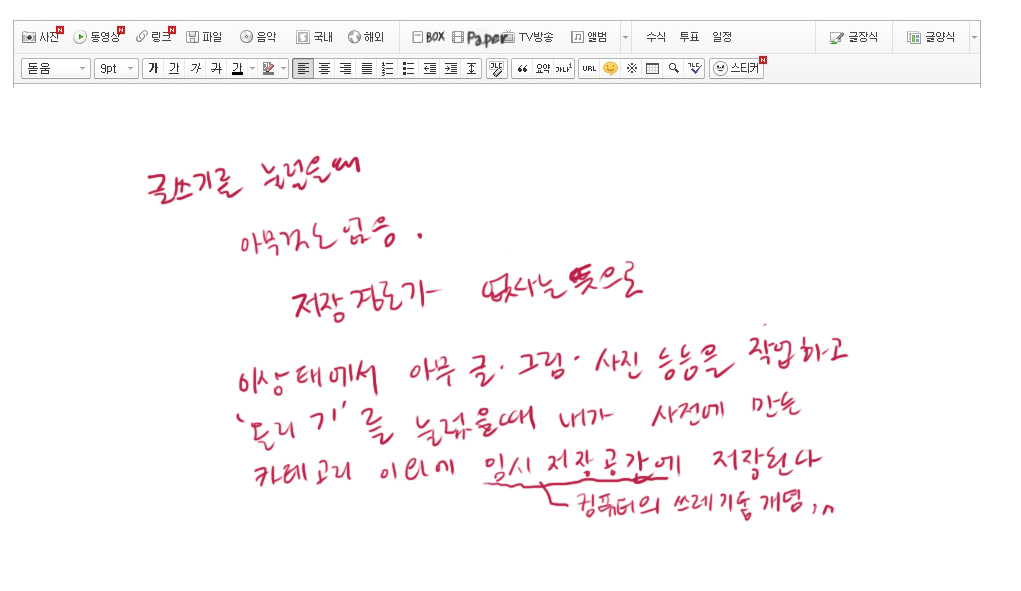 사진 동영상 링크 파일 음악 국내 해외 BOX Paper TV방송 앨범 수식 투표 일정 글장식 글양식
돋움 9pt 가 가 가 가 가 요약 가나다 URL 스티커
글쓰기를 눌렀을때
아무것도 없음.
저장경로가 없다는 뜻으로
이상태에서 아무 글·그림·사진 등등을 작업하고
'올리기'를 눌렀을때 내가 사전에 만든
카테고리 이외에 임시저장공간에 저장된다
컴퓨터의 쓰레기통개념,